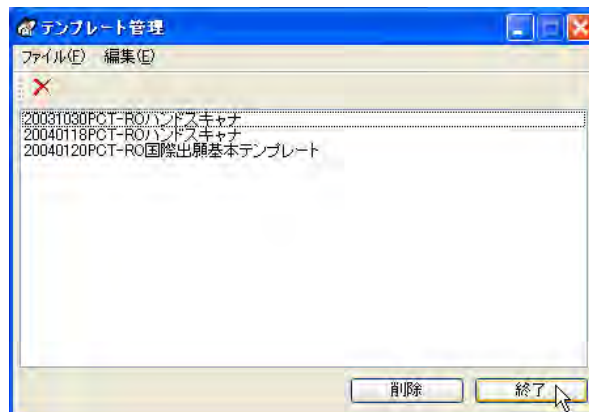 テンプレート管理
ファイル(F) 編集(E)
20031030PCT-ROハンドスキャナ
20040118PCT-ROハンドスキャナ
20040120PCT-RO国際出願基本テンプレート
削除 終了